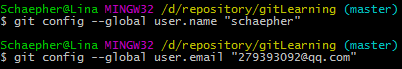 Schaepher@Lina MINGW32 /d/repository/gitLearning (master)
$ git config --global user.name "schaepher"
Schaepher@Lina MINGW32 /d/repository/gitLearning (master)
$ git config --global user.email "279393092@qq.com"